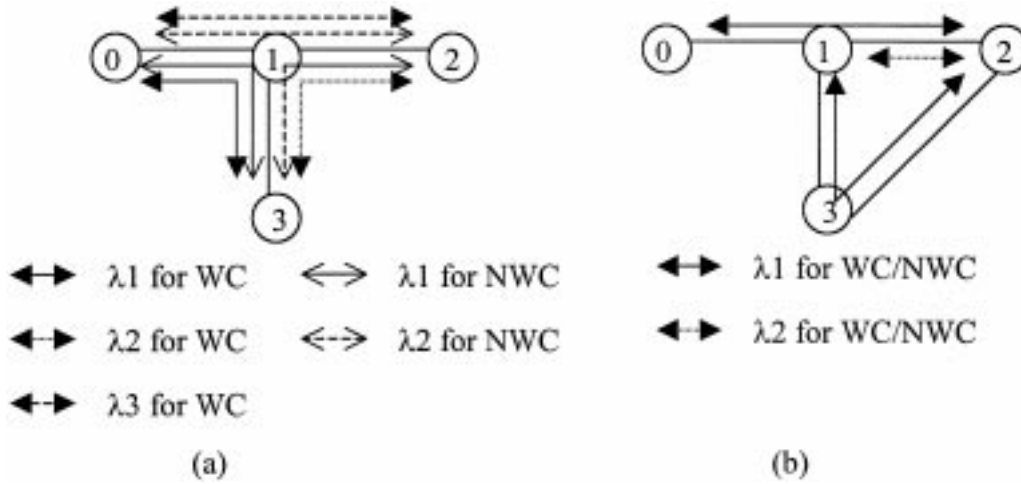 0 1 2
3
λ1 for WC λ1 for NWC
λ2 for WC λ2 for NWC
λ3 for WC
(a)
0 1 2
3
λ1 for WC/NWC
λ2 for WC/NWC
(b)